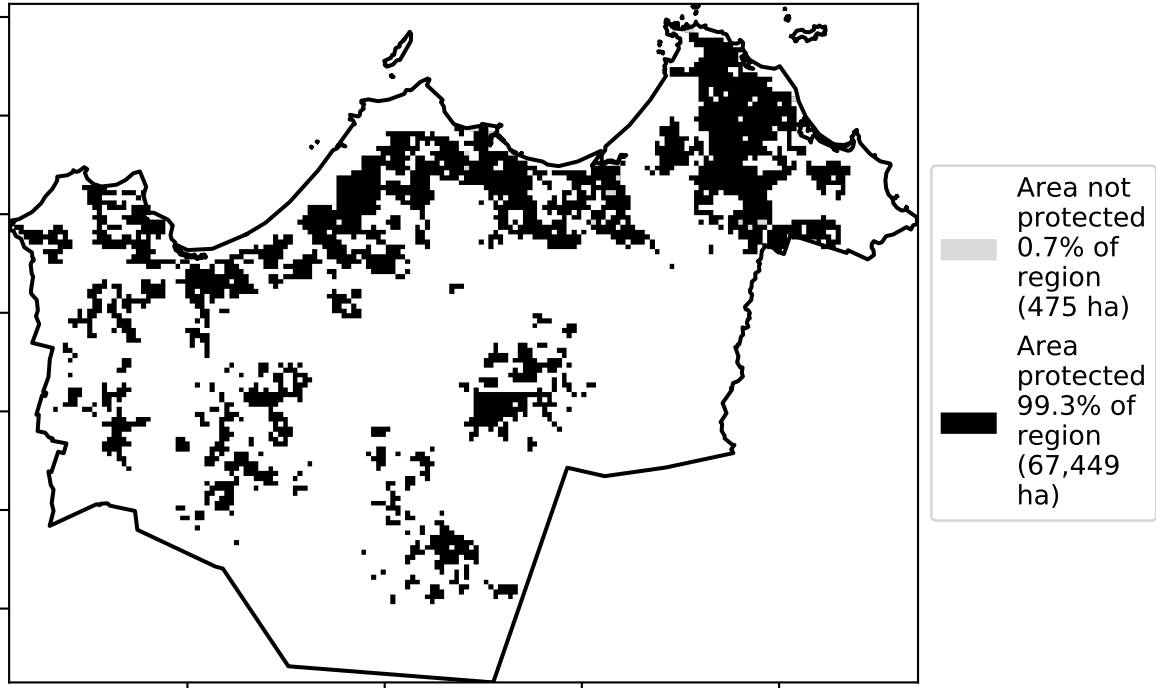 Area not
protected
0.7% of
region
(475 ha)
Area
protected
99.3% of
region
(67,449
ha)